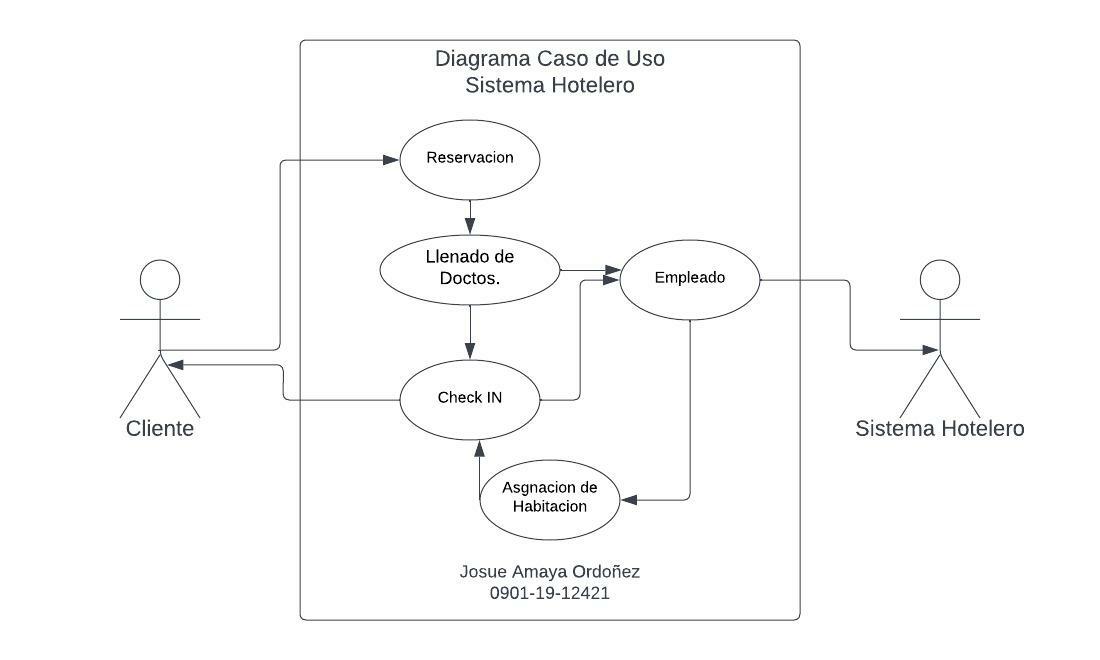 Diagrama Caso de Uso
Sistema Hotelero
Reservacion
Llenado de
Doctos.
Empleado
Check IN
Cliente
Sistema Hotelero
Asgnacion de
Habitacion
Josue Amaya Ordoñez
0901-19-12421